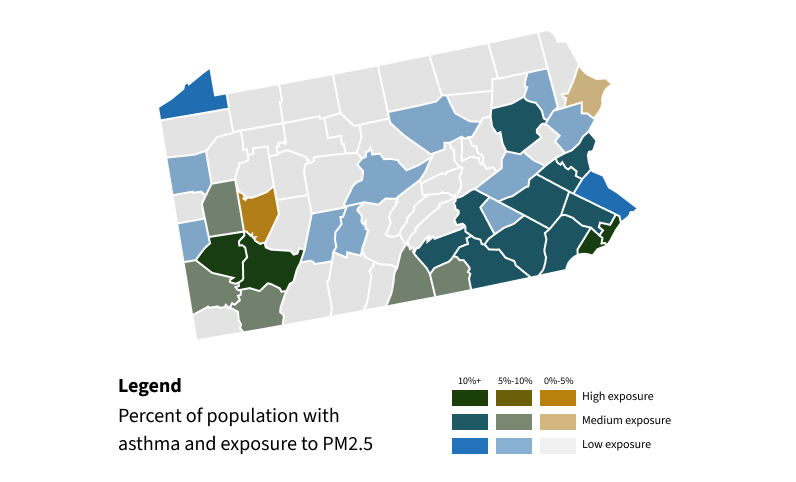 Legend
Percent of population with
asthma and exposure to PM2.5
10%+ 5%-10% 0%-5%
High exposure
Medium exposure
Low exposure